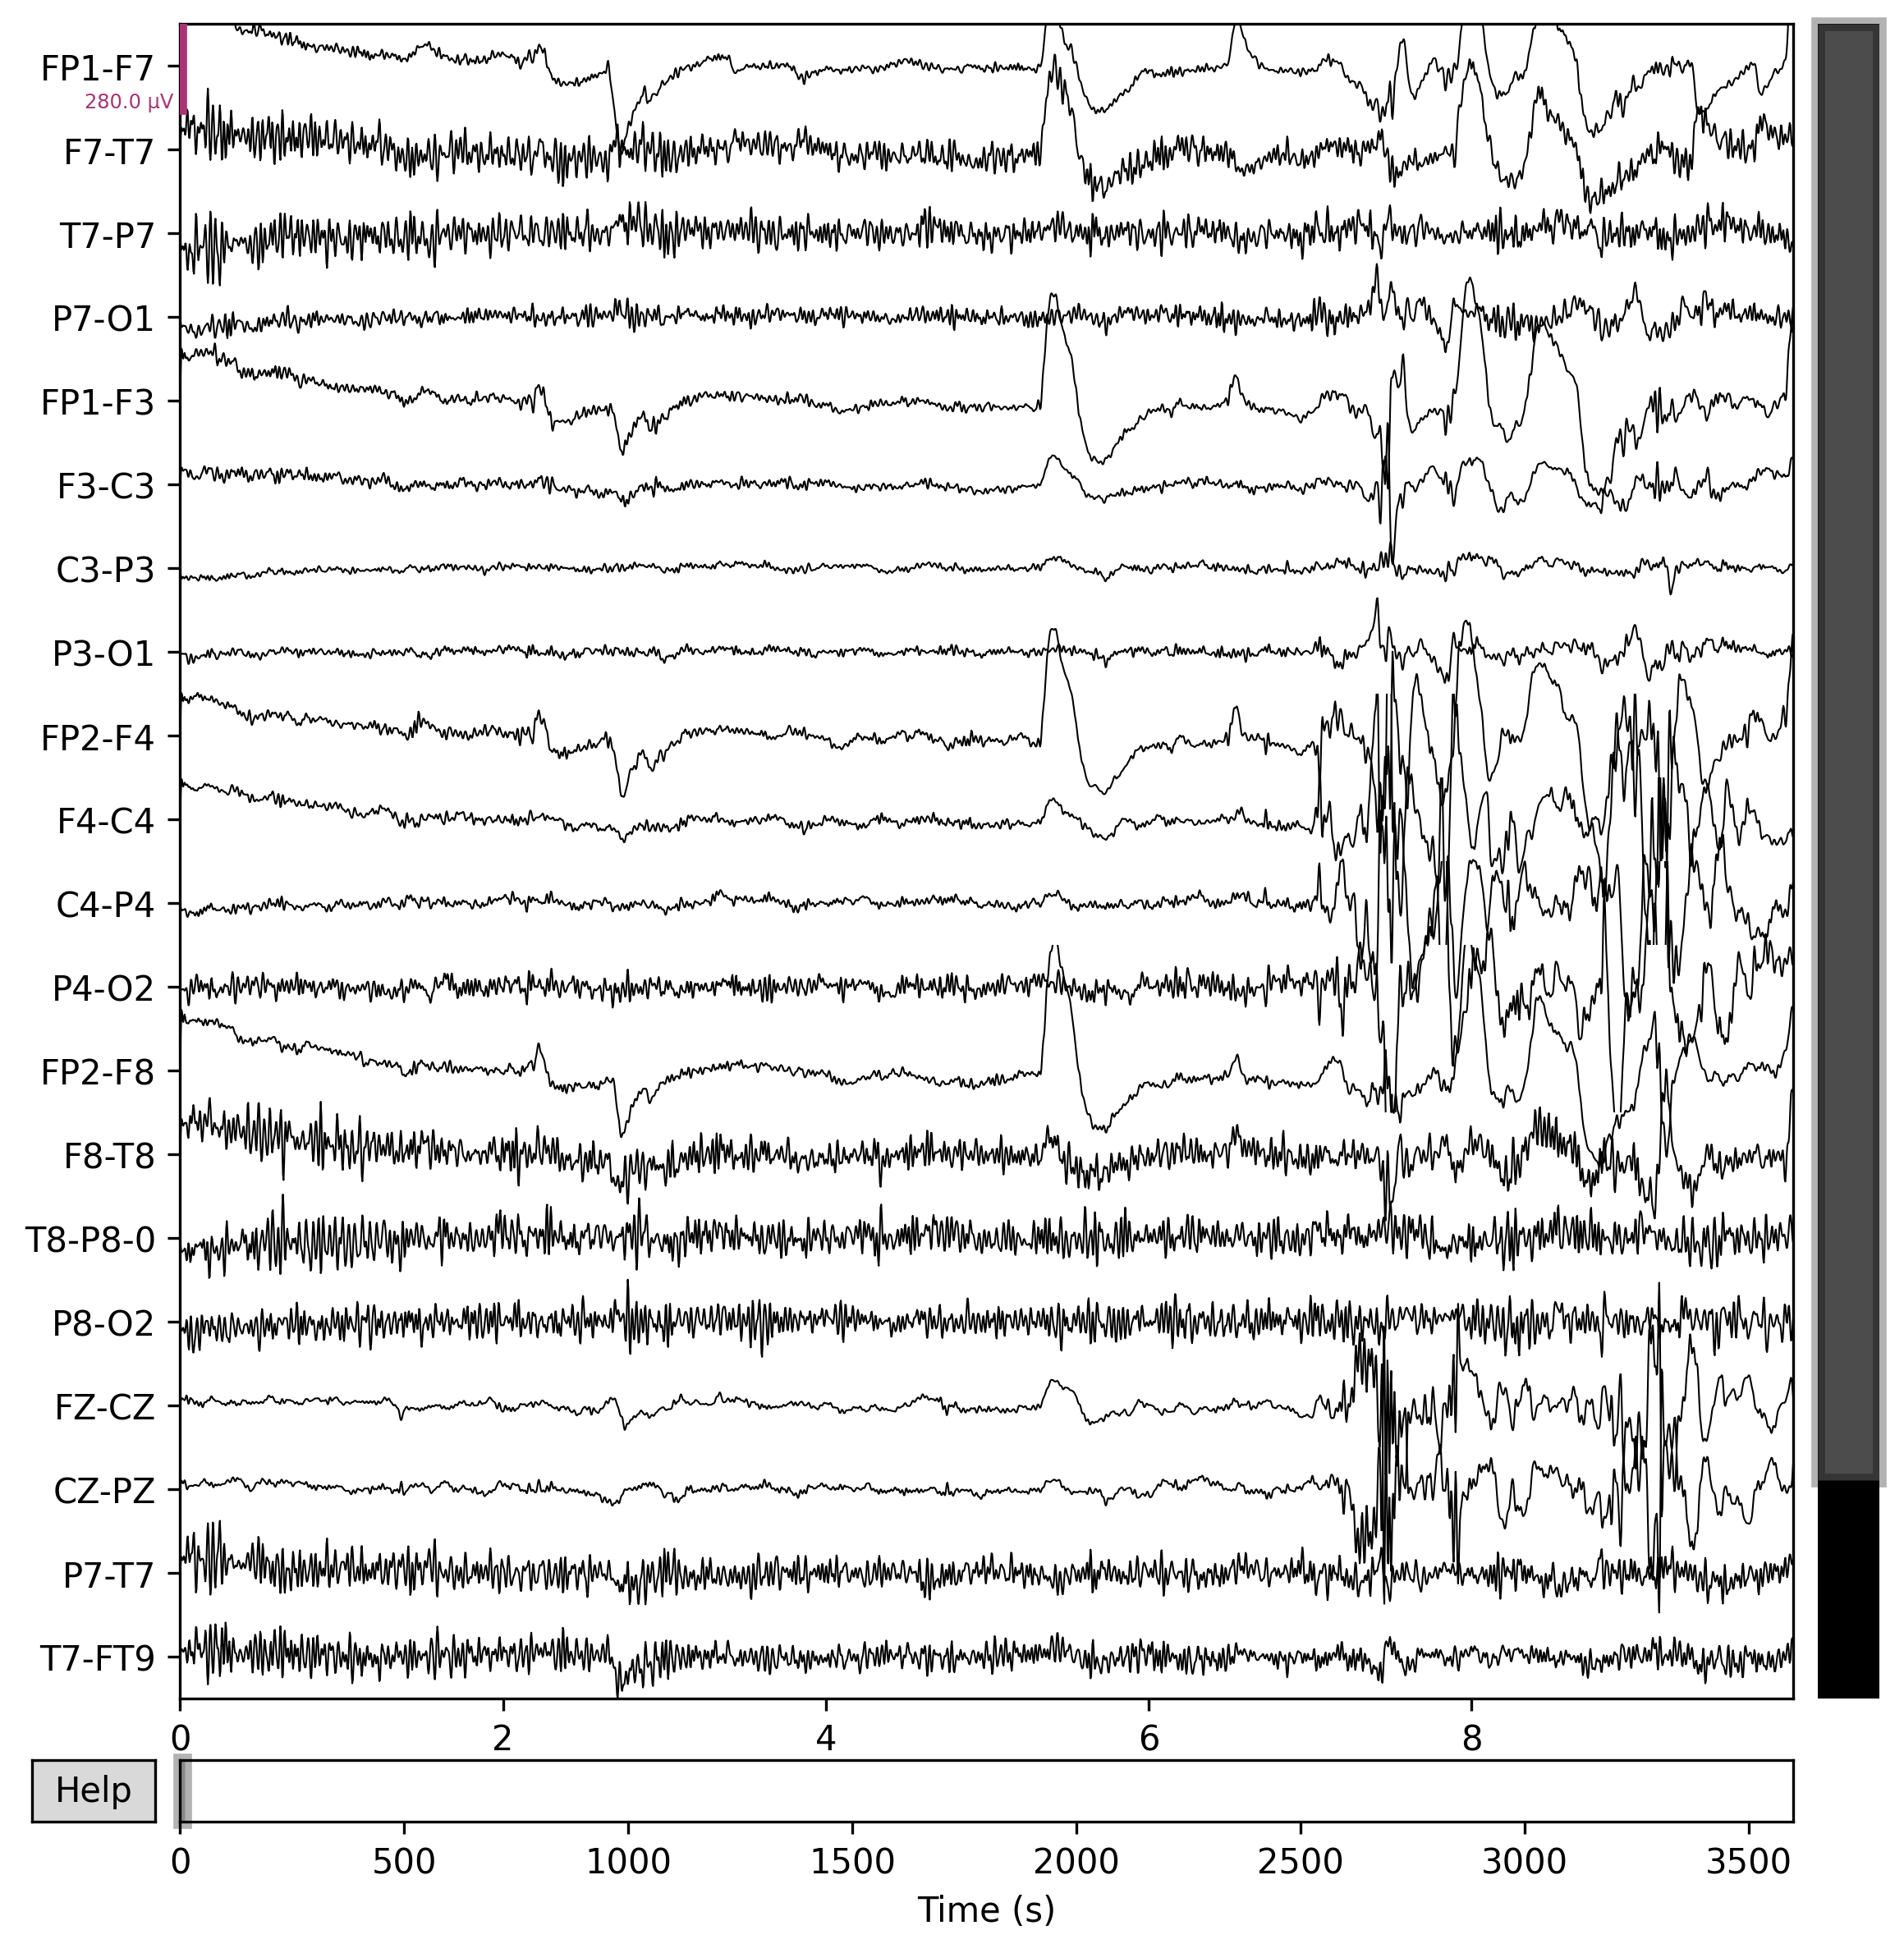 FP1-F7
280.0 µV
F7-T7
T7-P7
P7-O1
FP1-F3
F3-C3
C3-P3
P3-O1
FP2-F4
F4-C4
C4-P4
P4-O2
FP2-F8
F8-T8
T8-P8-0
P8-O2
FZ-CZ
CZ-PZ
P7-T7
T7-FT9
0 2 4 6 8
Help
0 500 1000 1500 2000 2500 3000 3500
Time (s)